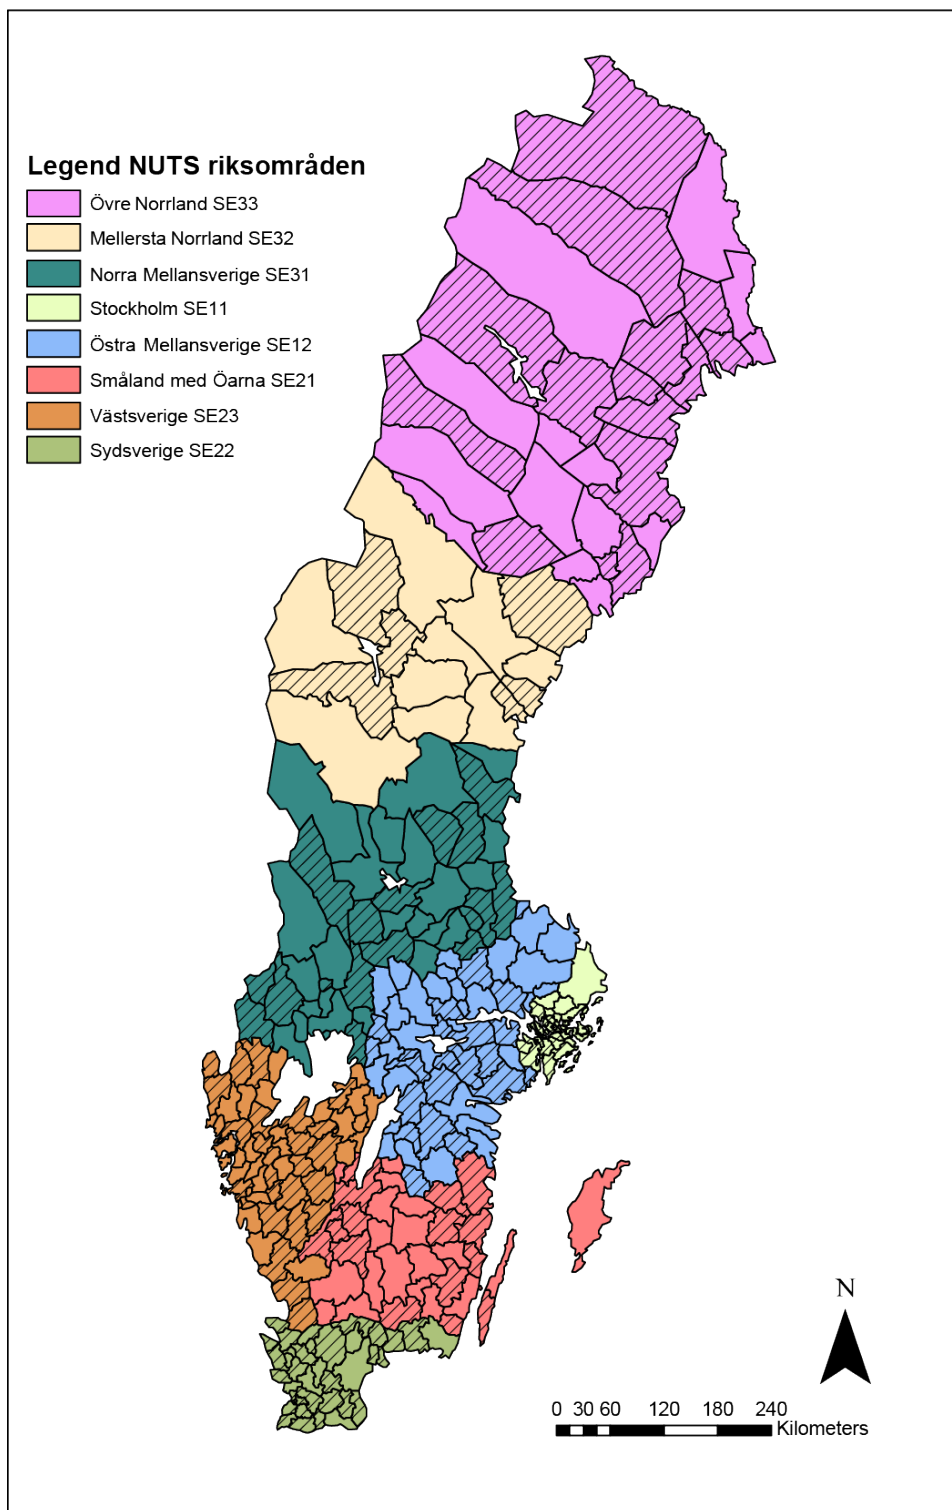 Legend NUTS riksområden
Övre Norrland SE33
Mellersta Norrland SE32
Norra Mellansverige SE31
Stockholm SE11
Östra Mellansverige SE12
Småland med Öarna SE21
Västsverige SE23
Sydsverige SE22
N
0 30 60 120 180 240
Kilometers